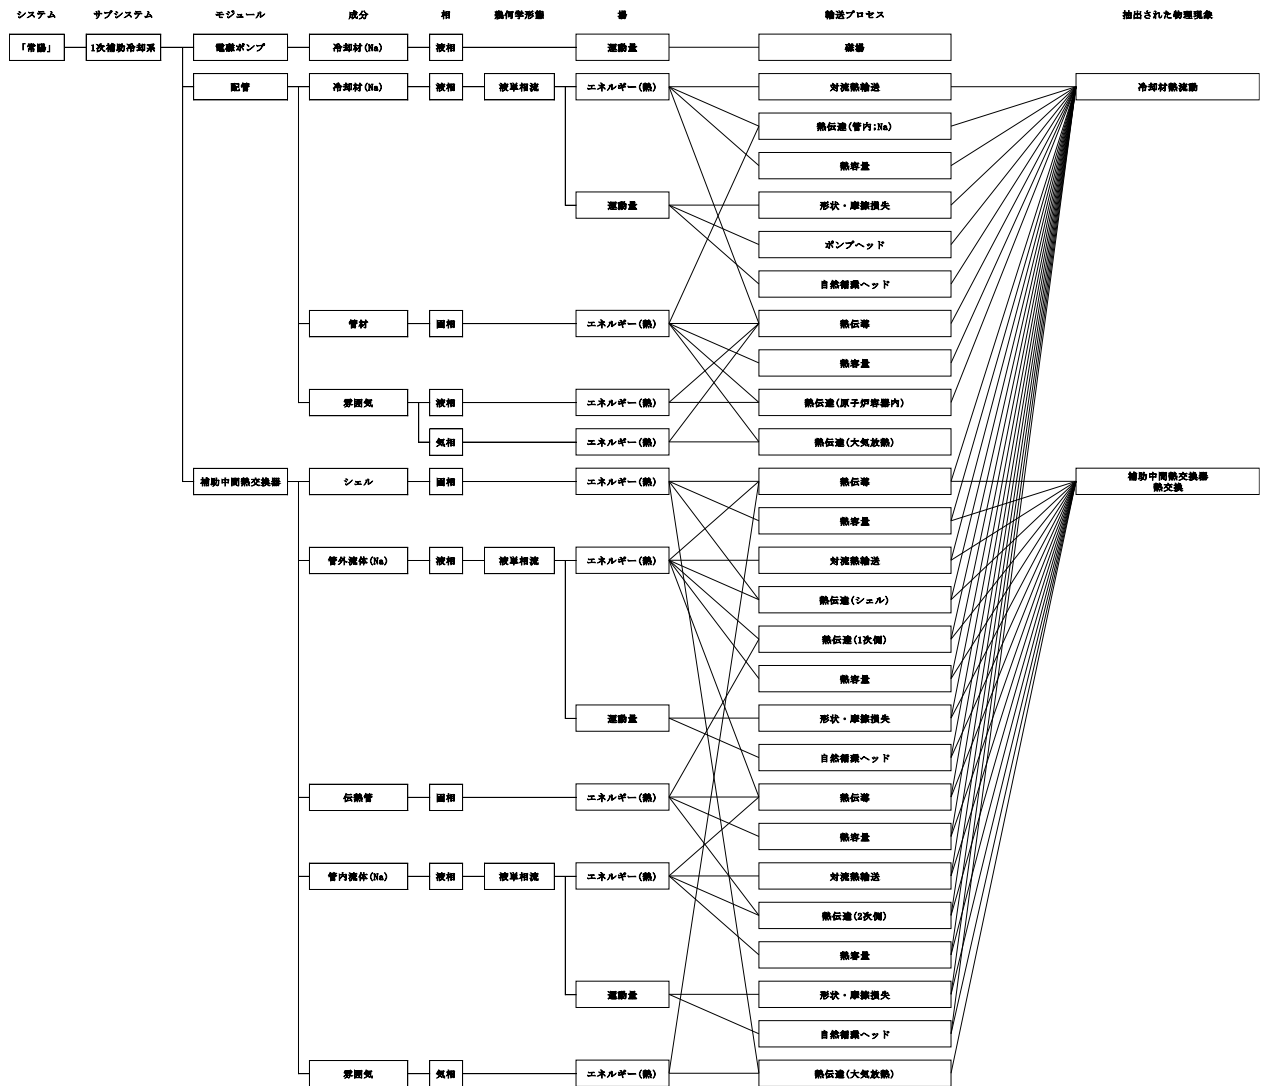 システム サブシステム モジュール 成分 相 幾何学形態 場 輸送プロセス 抽出された物理現象
「常陽」 1次補助冷却系 電磁ポンプ 冷却材(Na) 液相 運動量 磁場
配管 冷却材(Na) 液相 液単相流 エネルギー(熱) 対流熱輸送 冷却材熱流動
熱伝達(管内;Na)
熱容量
運動量 形状・摩擦損失
ポンプヘッド
自然循環ヘッド
管材 固相 エネルギー(熱) 熱伝導
熱容量
雰囲気 液相 エネルギー(熱) 熱伝達(原子炉容器内)
気相 エネルギー(熱) 熱伝達(大気放熱)
補助中間熱交換器 シェル 固相 エネルギー(熱) 熱伝導 補助中間熱交換器
熱交換
熱容量
管外流体(Na) 液相 液単相流 エネルギー(熱) 対流熱輸送
熱伝達(シェル)
熱伝達(1次側)
熱容量
運動量 形状・摩擦損失
自然循環ヘッド
伝熱管 固相 エネルギー(熱) 熱伝導
熱容量
管内流体(Na) 液相 液単相流 エネルギー(熱) 対流熱輸送
熱伝達(2次側)
熱容量
運動量 形状・摩擦損失
自然循環ヘッド
雰囲気 気相 エネルギー(熱) 熱伝達(大気放熱)